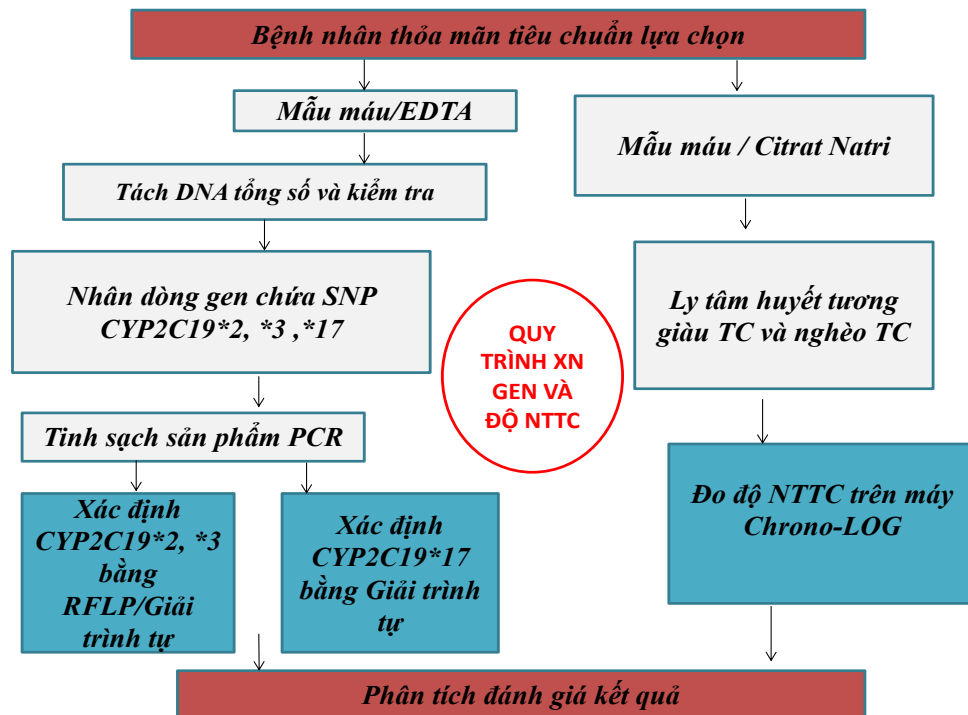 Bệnh nhân thỏa mãn tiêu chuẩn lựa chọn
Mẫu máu/EDTA
Tách DNA tổng số và kiểm tra
Nhân dòng gen chứa SNP
CYP2C19*2, *3 ,*17
Tinh sạch sản phẩm PCR
Xác định
CYP2C19*2, *3
bằng
RFLP/Giải
trình tự
Xác định
CYP2C19*17
bằng Giải trình
tự
QUY
TRÌNH XN
GEN VÀ
ĐỘ NTTC
Mẫu máu / Citrat Natri
Ly tâm huyết tương
giàu TC và nghèo TC
Đo độ NTTC trên máy
Chrono-LOG
Phân tích đánh giá kết quả